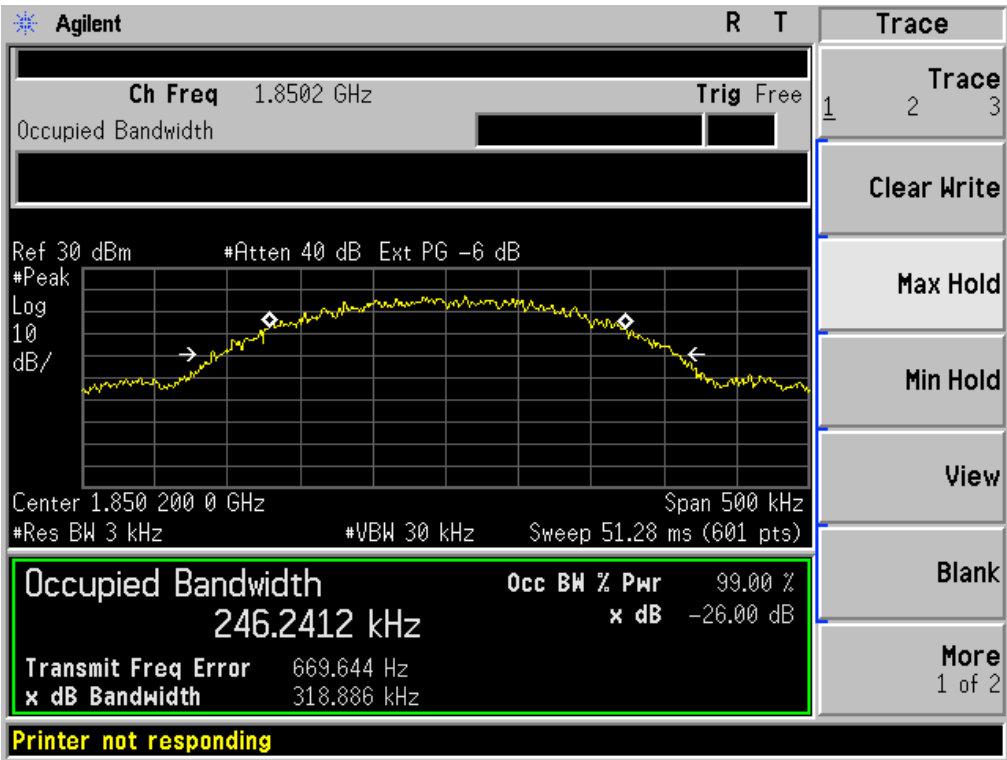 Agilent R T
Ch Freq 1.8502 GHz Trig Free
Occupied Bandwidth
Ref 30 dBm #Atten 40 dB Ext PG -6 dB
#Peak
Log
10
dB/
Center 1.850 200 0 GHz Span 500 kHz
#Res BW 3 kHz #VBW 30 kHz Sweep 51.28 ms (601 pts)
Occupied Bandwidth Occ BW % Pwr 99.00 %
246.2412 kHz x dB -26.00 dB
Transmit Freq Error 669.644 Hz
x dB Bandwidth 318.886 kHz
Printer not responding
Trace
Trace
1 2 3
Clear Write
Max Hold
Min Hold
View
Blank
More
1 of 2